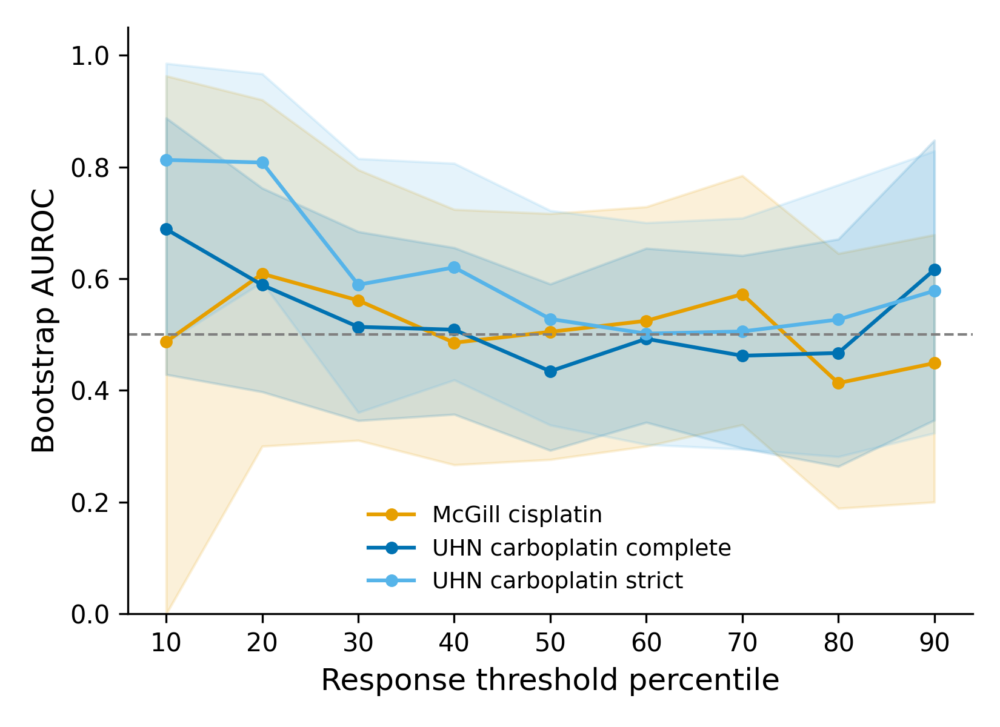 1.0
0.8
0.6
0.4
0.2
0.0
Bootstrap AUROC
McGill cisplatin
UHN carboplatin complete
UHN carboplatin strict
10 20 30 40 50 60 70 80 90
Response threshold percentile